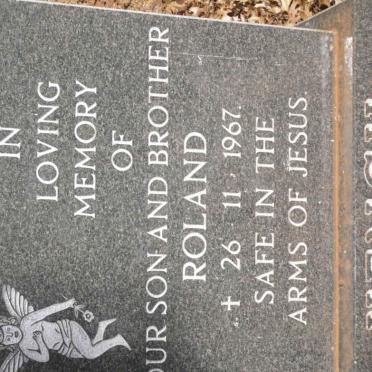 IN
LOVING
MEMORY
OF
OUR SON AND BROTHER
ROLAND
✝ 26 11 1967.
SAFE IN THE
ARMS OF JESUS.